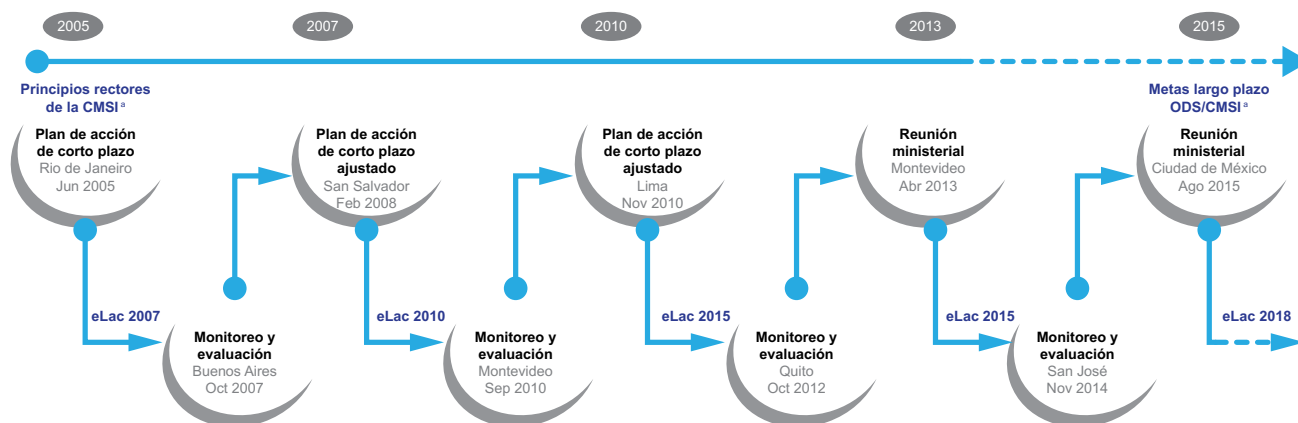 2005
2007
2010
2013
2015
Principios rectores
de la CMSI a
Metas largo plazo
ODS/CMSI a
Plan de acción
de corto plazo
Rio de Janeiro
Jun 2005
Plan de acción
de corto plazo
ajustado
San Salvador
Feb 2008
Plan de acción
de corto plazo
ajustado
Lima
Nov 2010
Reunión
ministerial
Montevideo
Abr 2013
Reunión
ministerial
Ciudad de México
Ago 2015
eLac 2007
eLac 2010
eLac 2015
eLac 2015
eLac 2018
Monitoreo y
evaluación
Buenos Aires
Oct 2007
Monitoreo y
evaluación
Montevideo
Sep 2010
Monitoreo y
evaluación
Quito
Oct 2012
Monitoreo y
evaluación
San José
Nov 2014